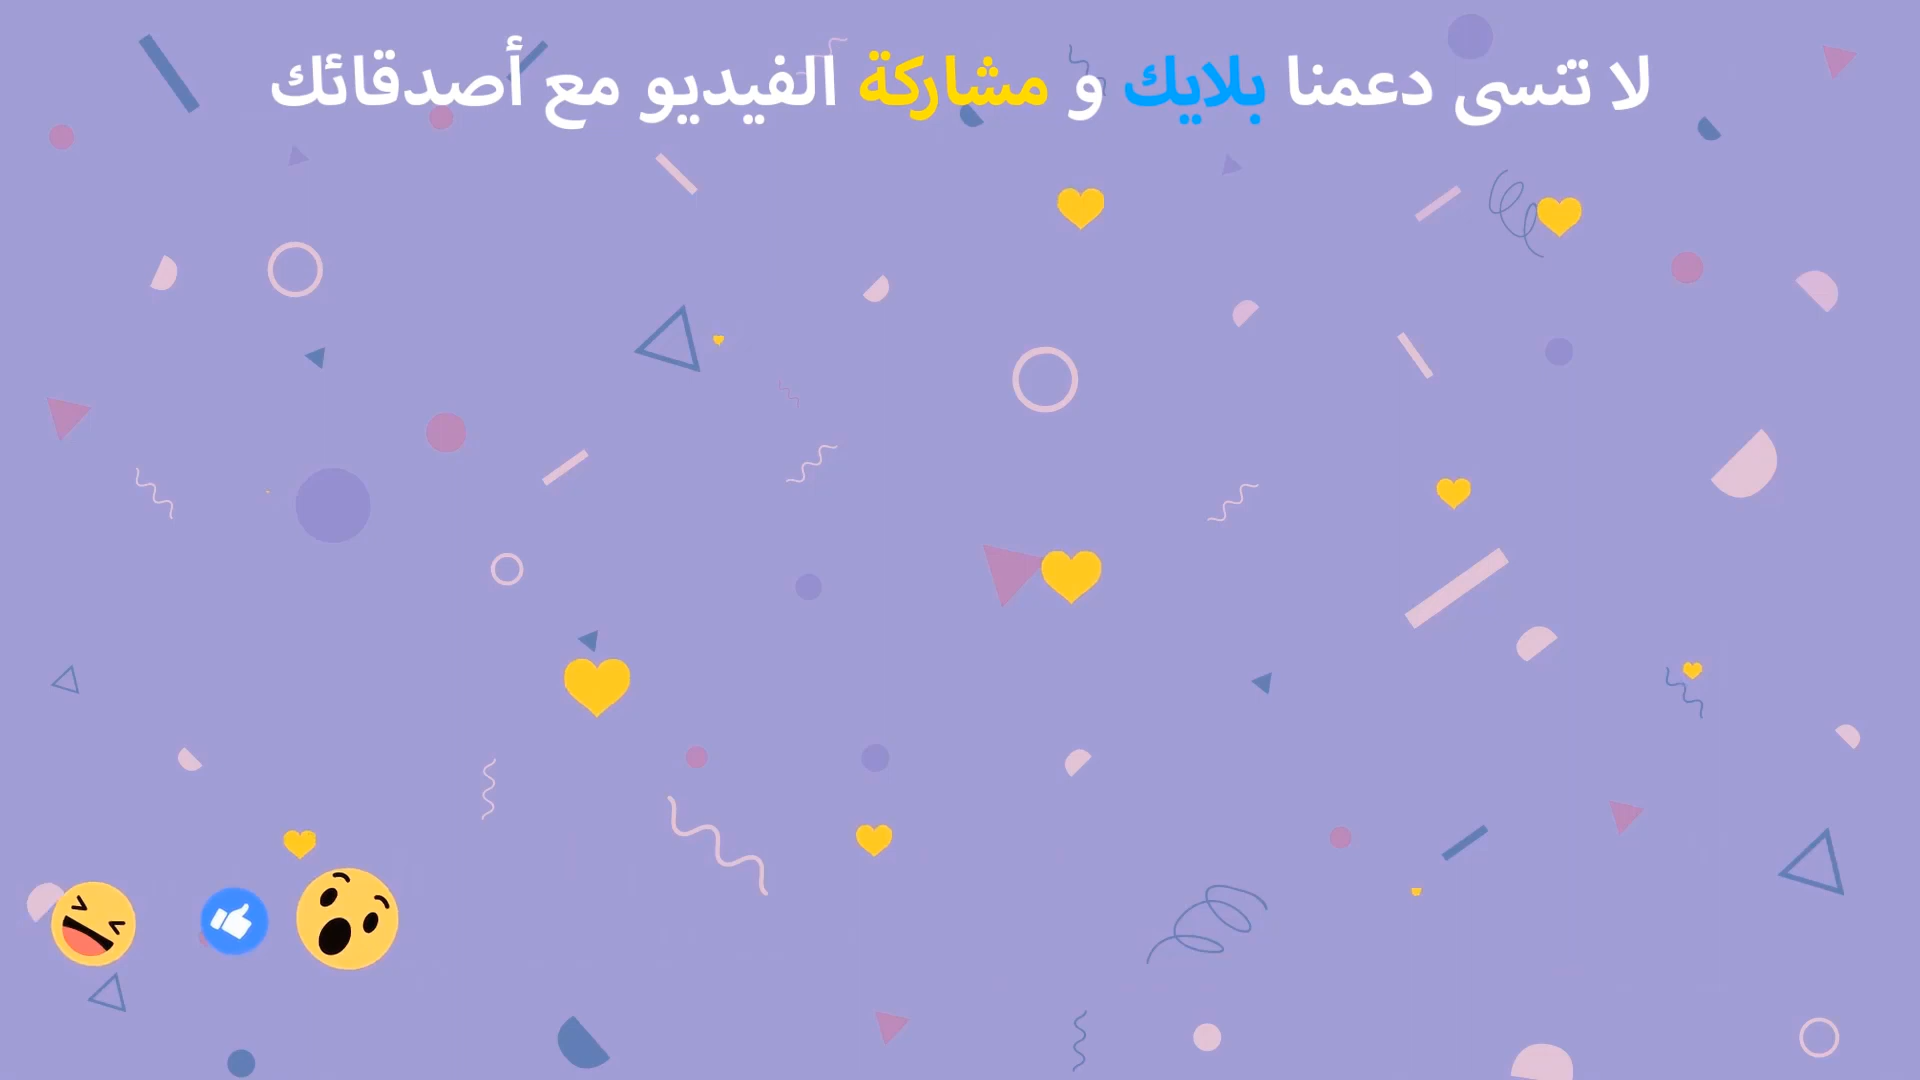 لا تنسى دعمنا بلايك و مشاركة الفيديو مع أصدقائك